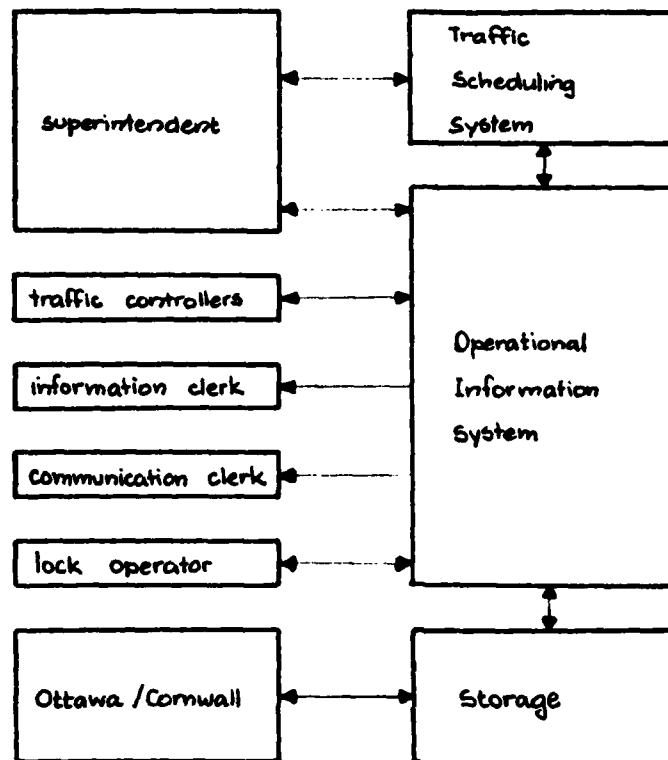 superintendent
Traffic
Scheduling
System
traffic controllers
information clerk
communication clerk
lock operator
Operational
Information
System
Ottawa / Cornwall
Storage